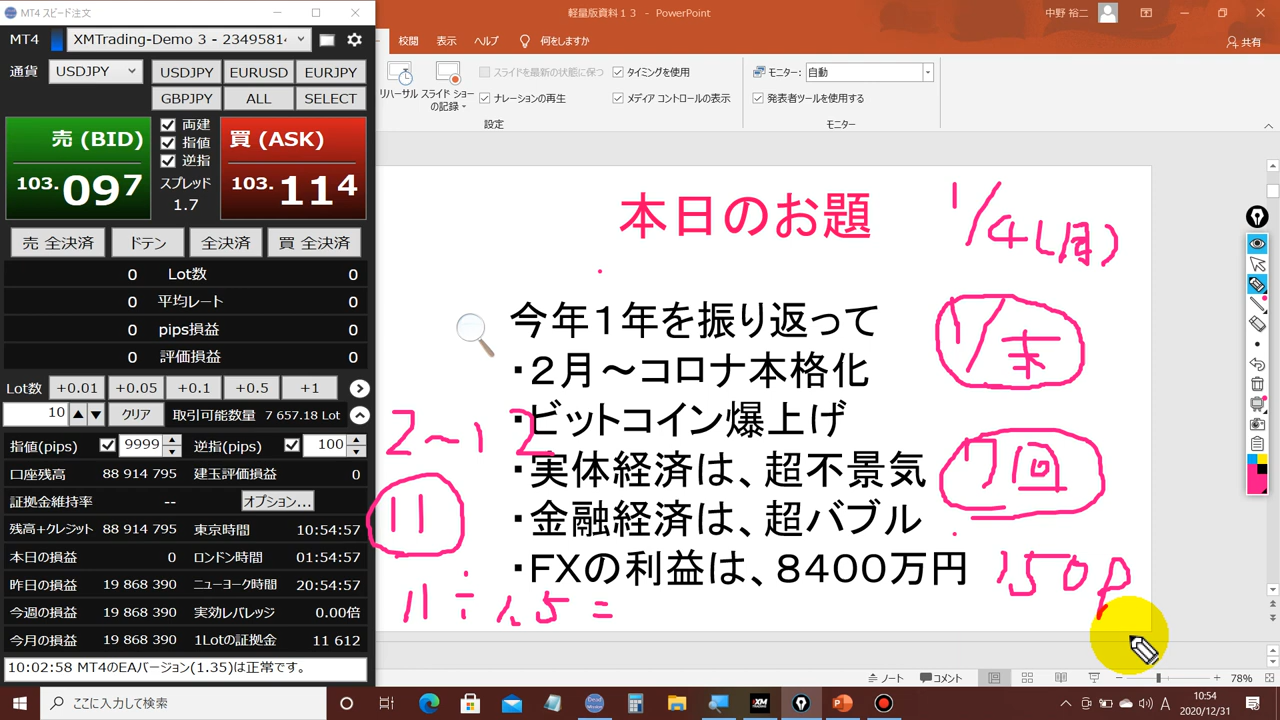 MT4 スピード注文
MT4 XMTrading-Demo 3 - 23495814
通貨 USDJPY USDJPY EURUSD EURJPY
GBPJPY ALL SELECT
売 (BID) 両建 買 (ASK)
指値
逆指
103.097 スプレッド 103.114
1.7
売 全決済 ドテン 全決済 買 全決済
0 Lot数 0
0 平均レート 0
0 pips損益 0
0 評価損益 0
Lot数 +0.01 +0.05 +0.1 +0.5 +1
10 クリア 取引可能数量 7 657.18 Lot
指値(pips) 9999 逆指(pips) 100
口座残高 88 914 795 建玉評価損益 0
証拠金維持率 -- オプション...
残高+クレジット 88 914 795 東京時間 10:54:57
本日の損益 0 ロンドン時間 01:54:57
昨日の損益 19 868 390 ニューヨーク時間 20:54:57
今週の損益 19 868 390 実効レバレッジ 0.00倍
今月の損益 19 868 390 1Lotの証拠金 11 612
10:02:58 MT4のEAバージョン(1.35)は正常です。
軽量版資料１３ - PowerPoint 中野 裕二
校閲 表示 ヘルプ 何をしますか 共有
リハーサル スライド ショーの記録
スライドを最新の状態に保つ タイミングを使用
ナレーションの再生 メディア コントロールの表示
モニター: 自動
発表者ツールを使用する
設定 モニター
本日のお題 1/4(月)
今年１年を振り返って 1/末
・２月～コロナ本格化
・ビットコイン爆上げ
2~12
・実体経済は、超不景気 7回
11
・金融経済は、超バブル
・FXの利益は、８４００万円 150p
11÷1.5=
ノート コメント 78%
ここに入力して検索
10:54
2020/12/31